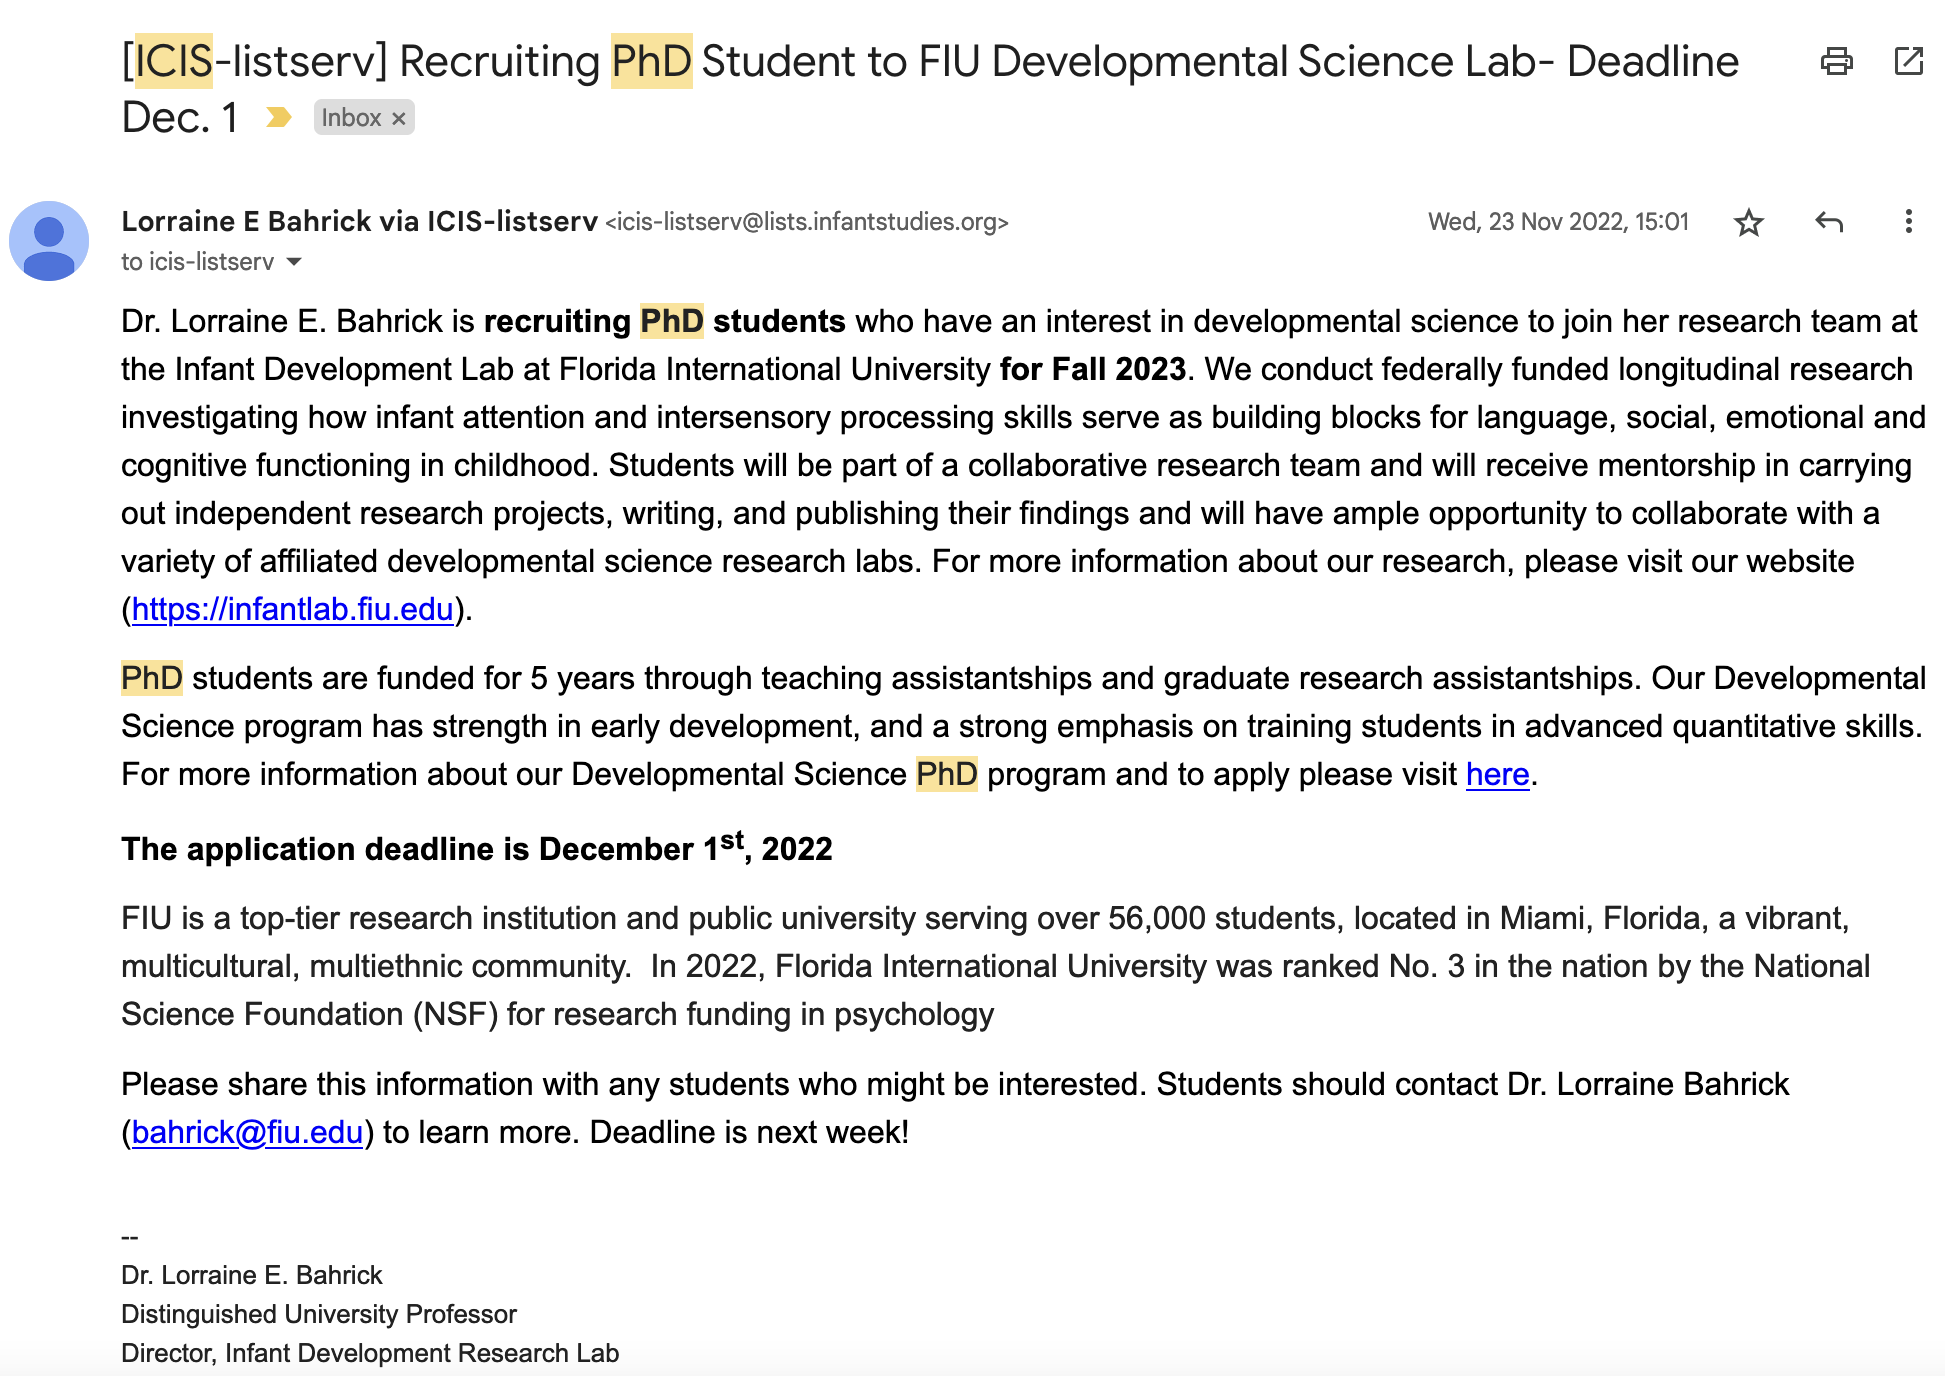 [ICIS-listserv] Recruiting PhD Student to FIU Developmental Science Lab- Deadline
Dec. 1 Inbox ×
Lorraine E Bahrick via ICIS-listserv <icis-listserv@lists.infantstudies.org> Wed, 23 Nov 2022, 15:01
to icis-listserv
Dr. Lorraine E. Bahrick is recruiting PhD students who have an interest in developmental science to join her research team at
the Infant Development Lab at Florida International University for Fall 2023. We conduct federally funded longitudinal research
investigating how infant attention and intersensory processing skills serve as building blocks for language, social, emotional and
cognitive functioning in childhood. Students will be part of a collaborative research team and will receive mentorship in carrying
out independent research projects, writing, and publishing their findings and will have ample opportunity to collaborate with a
variety of affiliated developmental science research labs. For more information about our research, please visit our website
(https://infantlab.fiu.edu).
PhD students are funded for 5 years through teaching assistantships and graduate research assistantships. Our Developmental
Science program has strength in early development, and a strong emphasis on training students in advanced quantitative skills.
For more information about our Developmental Science PhD program and to apply please visit here.
The application deadline is December 1st, 2022
FIU is a top-tier research institution and public university serving over 56,000 students, located in Miami, Florida, a vibrant,
multicultural, multiethnic community.  In 2022, Florida International University was ranked No. 3 in the nation by the National
Science Foundation (NSF) for research funding in psychology
Please share this information with any students who might be interested. Students should contact Dr. Lorraine Bahrick
(bahrick@fiu.edu) to learn more. Deadline is next week!
--
Dr. Lorraine E. Bahrick
Distinguished University Professor
Director, Infant Development Research Lab